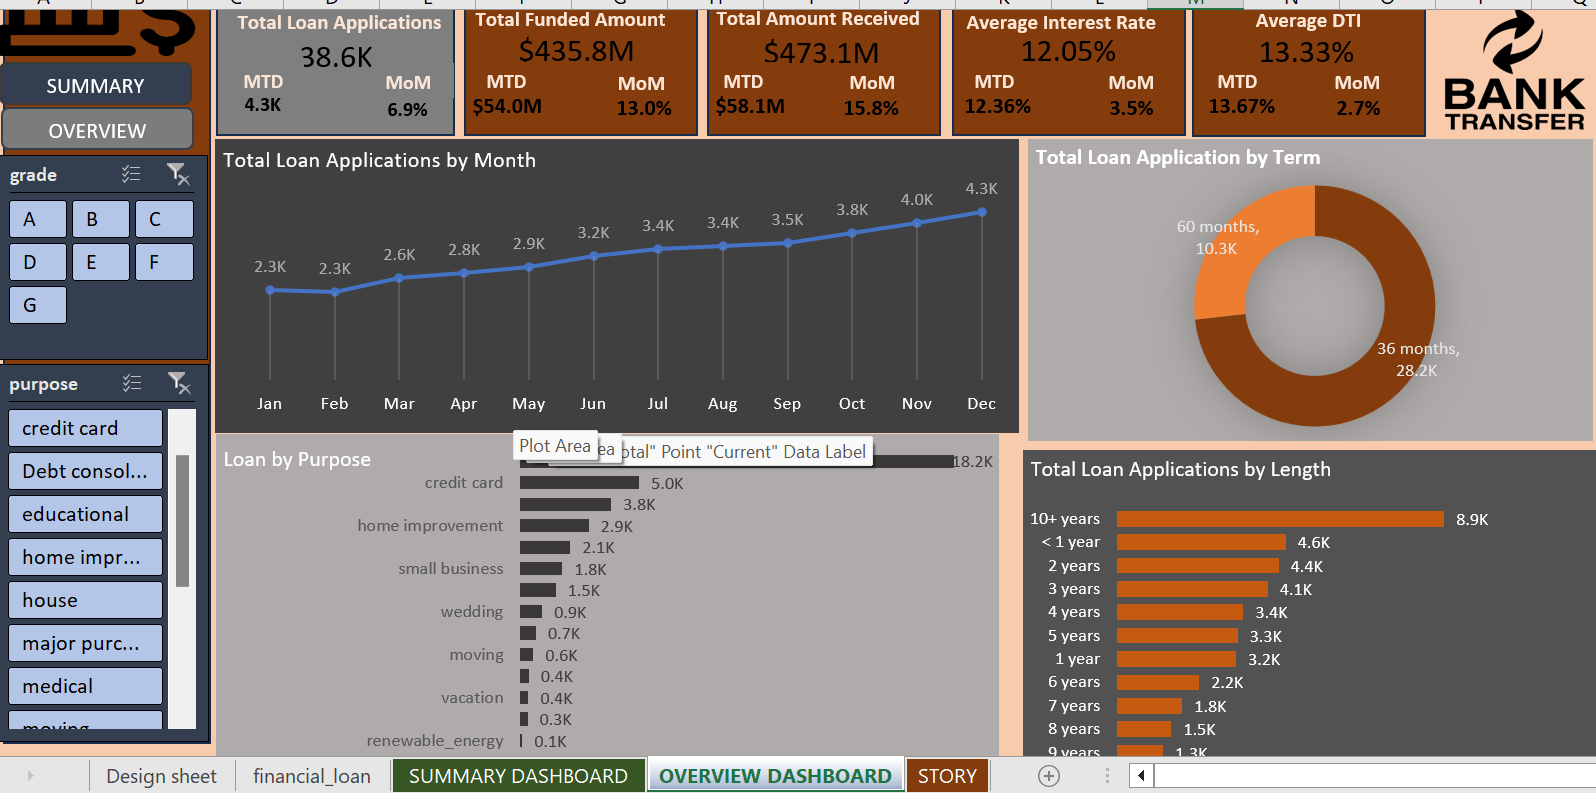 Total Loan Applications
38.6K
MTD
MoM
4.3K
6.9%
Total Funded Amount
$435.8M
MTD
MoM
$54.0M
13.0%
Total Amount Received
$473.1M
MTD
MoM
$58.1M
15.8%
Average Interest Rate
12.05%
MTD
MoM
12.36%
3.5%
Average DTI
13.33%
MTD
MoM
13.67%
2.7%
BANK
TRANSFER
SUMMARY
OVERVIEW
grade
A B C
D E F
G
purpose
credit card
Debt consol...
educational
home impr...
house
major purc...
medical
moving
Total Loan Applications by Month
2.3K 2.3K 2.6K 2.8K 2.9K 3.2K 3.4K 3.4K 3.5K 3.8K 4.0K 4.3K
Jan Feb Mar Apr May Jun Jul Aug Sep Oct Nov Dec
Total Loan Application by Term
60 months,
10.3K
36 months,
28.2K
Plot Area
ea
otal" Point "Current" Data Label
Loan by Purpose
18.2K
credit card 5.0K
3.8K
home improvement 2.9K
2.1K
small business 1.8K
1.5K
wedding 0.9K
0.7K
moving 0.6K
0.4K
vacation 0.4K
0.3K
renewable_energy 0.1K
Total Loan Applications by Length
10+ years 8.9K
< 1 year 4.6K
2 years 4.4K
3 years 4.1K
4 years 3.4K
5 years 3.3K
1 year 3.2K
6 years 2.2K
7 years 1.8K
8 years 1.5K
9 years 1.3K
Design sheet
financial_loan
SUMMARY DASHBOARD
OVERVIEW DASHBOARD
STORY